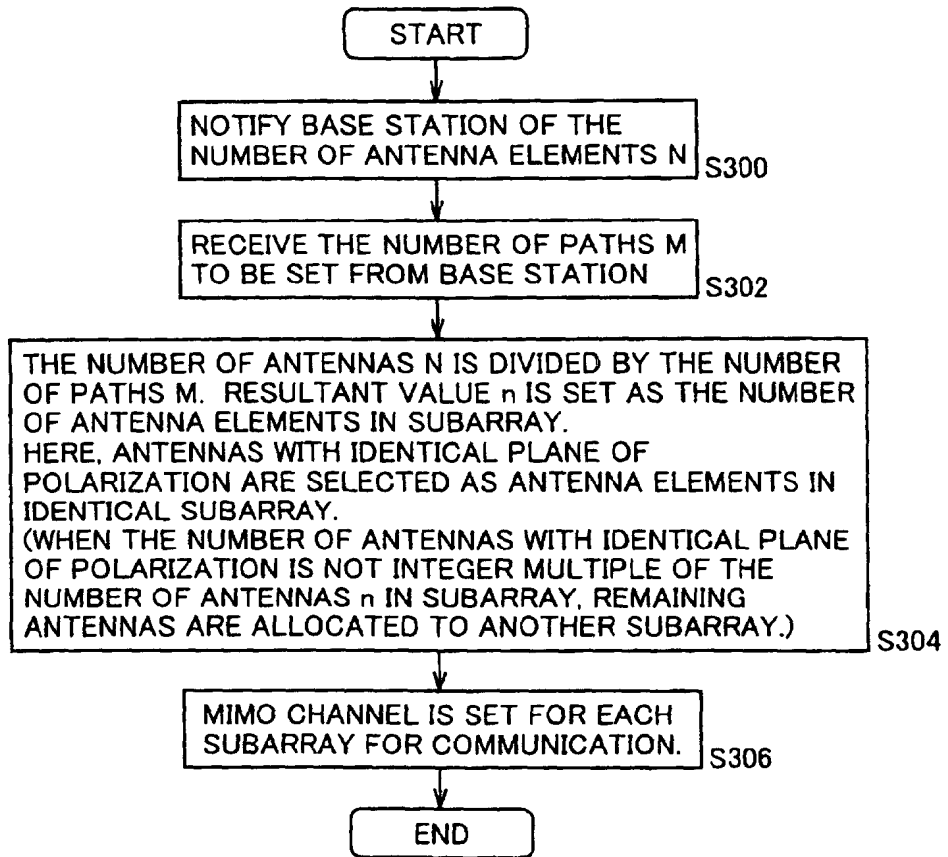 START
NOTIFY BASE STATION OF THE
NUMBER OF ANTENNA ELEMENTS N
S300
RECEIVE THE NUMBER OF PATHS M
TO BE SET FROM BASE STATION
S302
THE NUMBER OF ANTENNAS N IS DIVIDED BY THE NUMBER
OF PATHS M. RESULTANT VALUE n IS SET AS THE NUMBER
OF ANTENNA ELEMENTS IN SUBARRAY.
HERE, ANTENNAS WITH IDENTICAL PLANE OF
POLARIZATION ARE SELECTED AS ANTENNA ELEMENTS IN
IDENTICAL SUBARRAY.
(WHEN THE NUMBER OF ANTENNAS WITH IDENTICAL PLANE
OF POLARIZATION IS NOT INTEGER MULTIPLE OF THE
NUMBER OF ANTENNAS n IN SUBARRAY, REMAINING
ANTENNAS ARE ALLOCATED TO ANOTHER SUBARRAY.)
S304
MIMO CHANNEL IS SET FOR EACH
SUBARRAY FOR COMMUNICATION.
S306
END